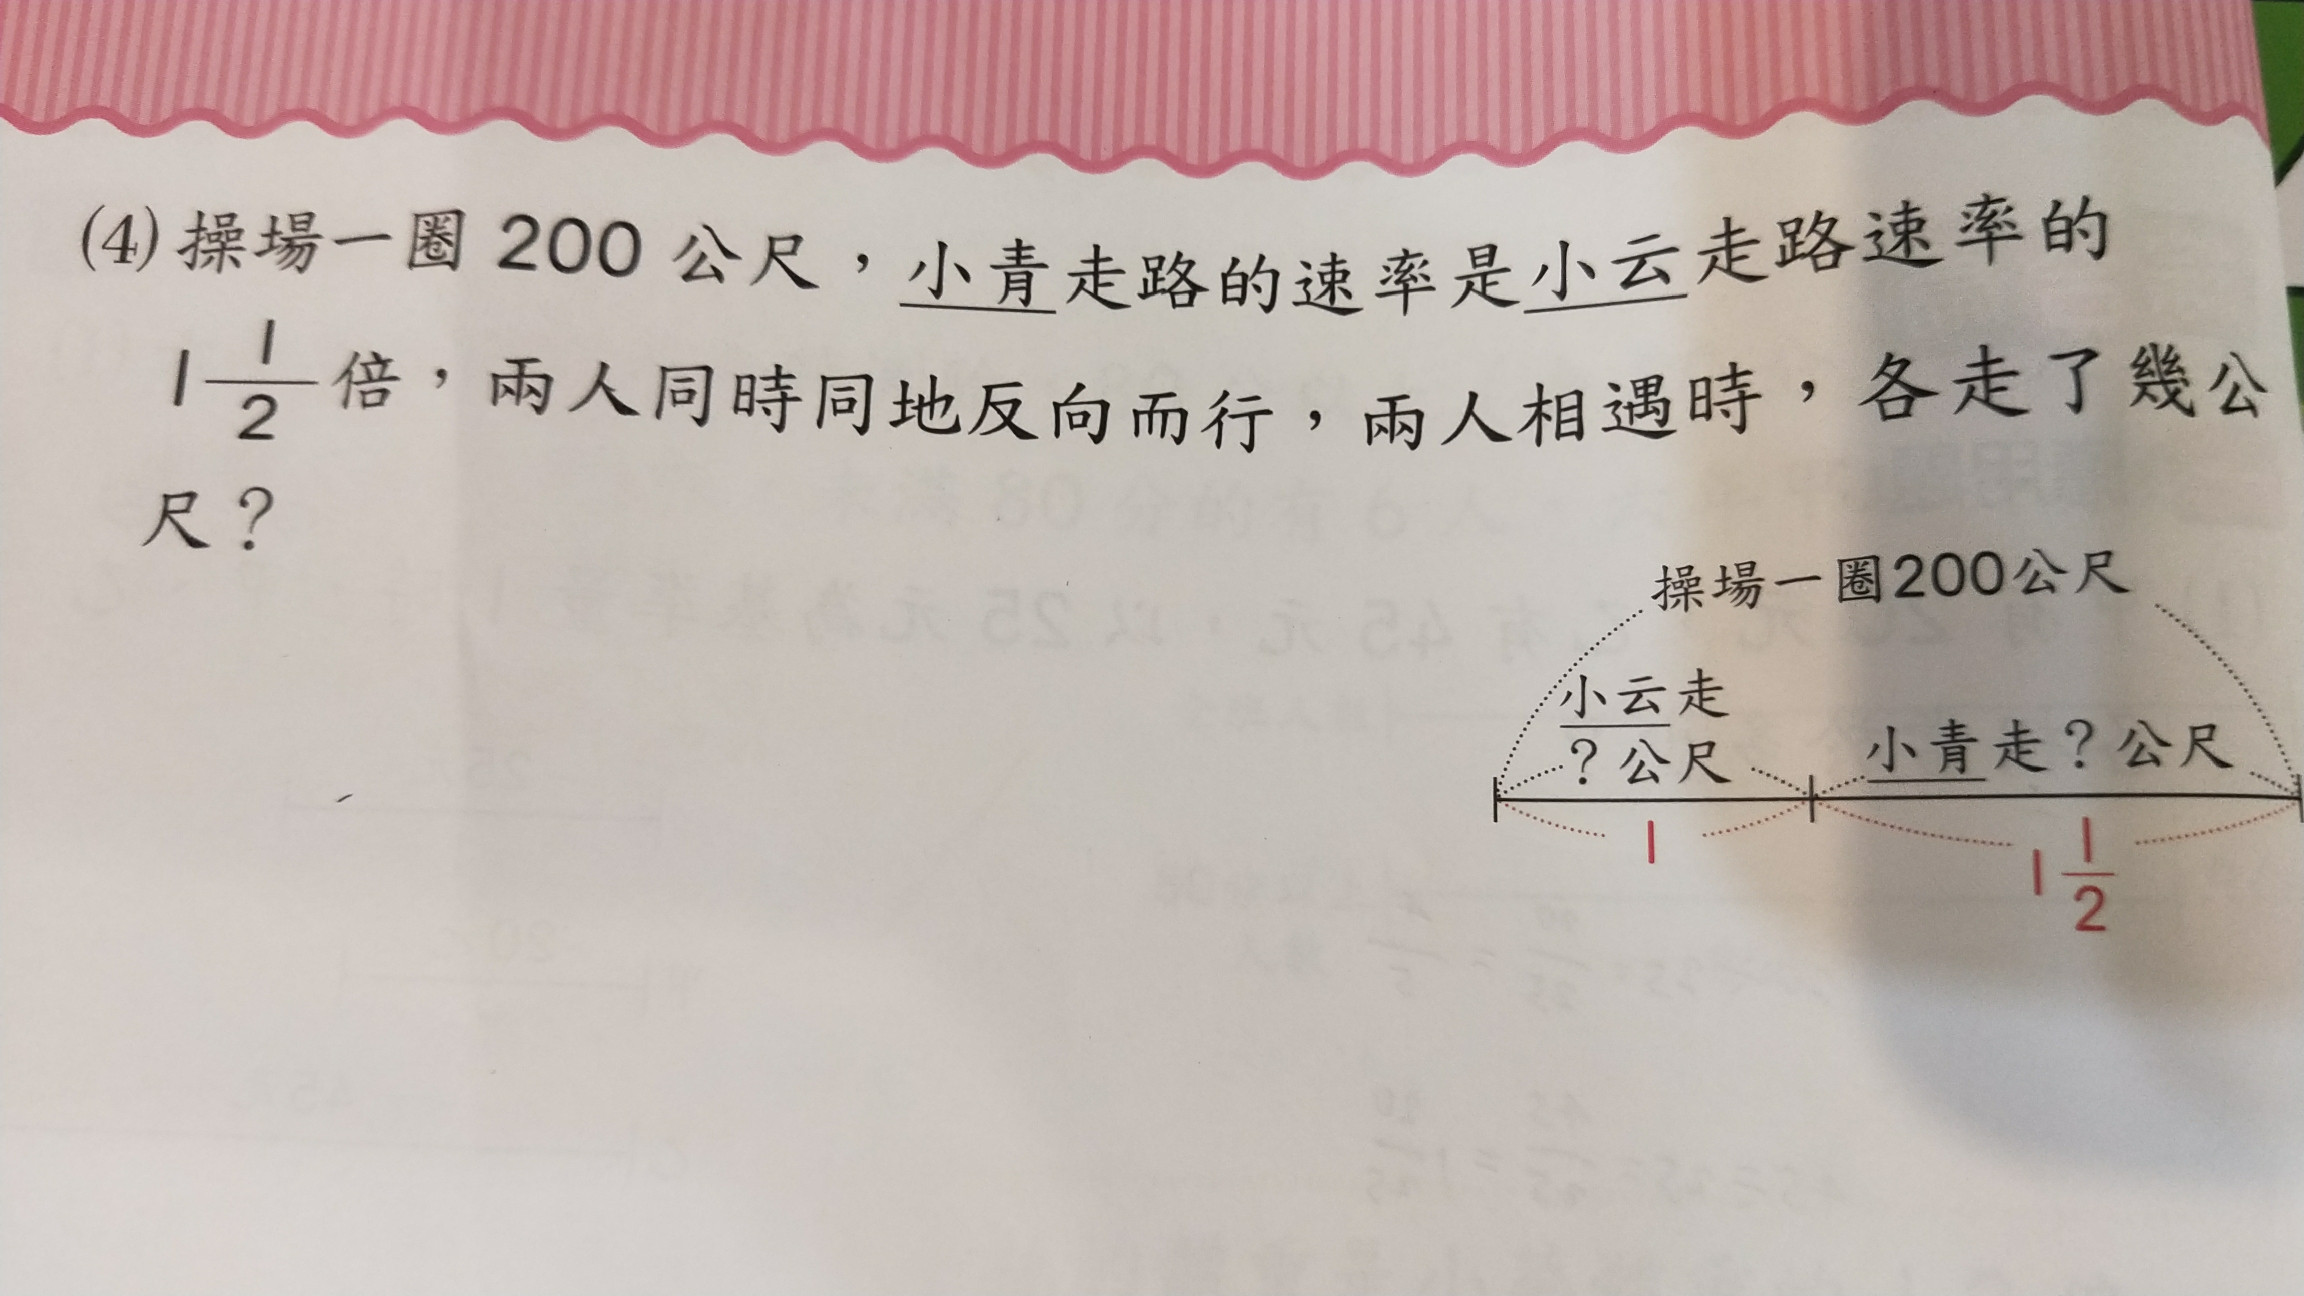 (4) 操場一圈 200 公尺，小青走路的速率是小云走路速率的
1 1/2 倍，兩人同時同地反向而行，兩人相遇時，各走了幾公
尺？
操場一圈200公尺
小云走
？公尺
小青走？公尺
1
1 1/2